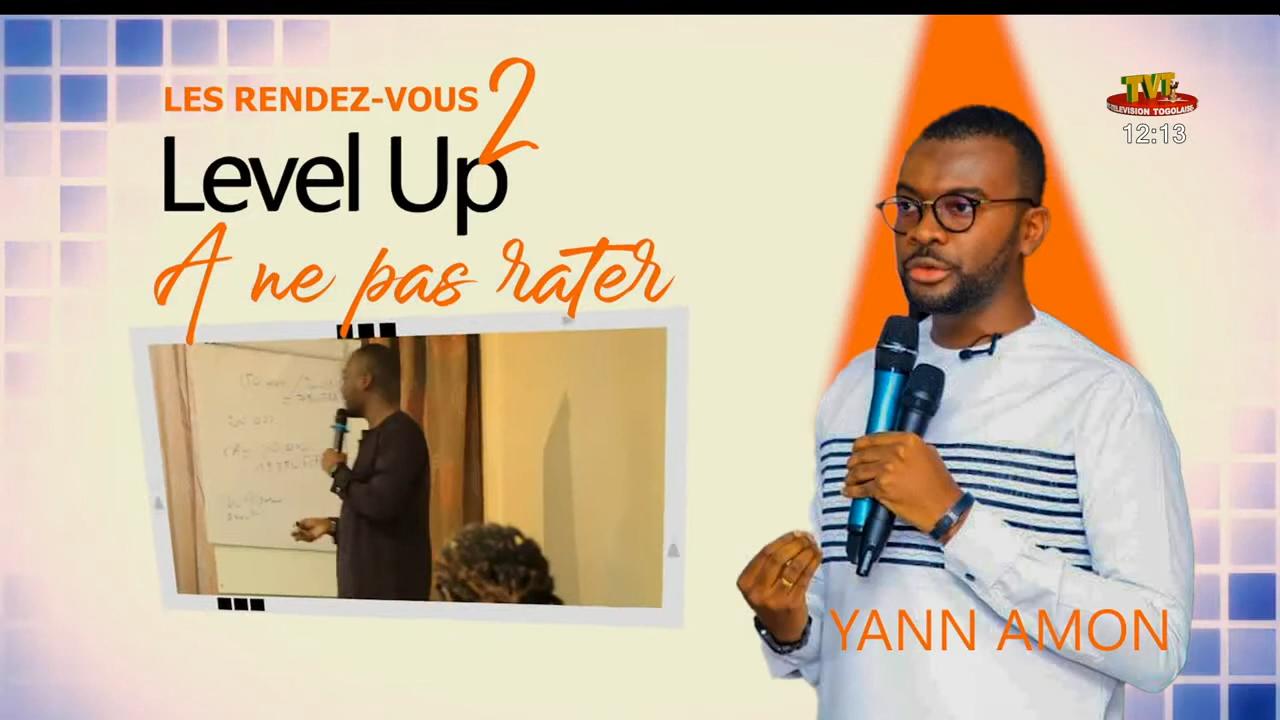 LES RENDEZ-VOUS 2
Level Up
A ne pas rater
TVT
TELEVISION TOGOLAISE
12:13
YANN AMON